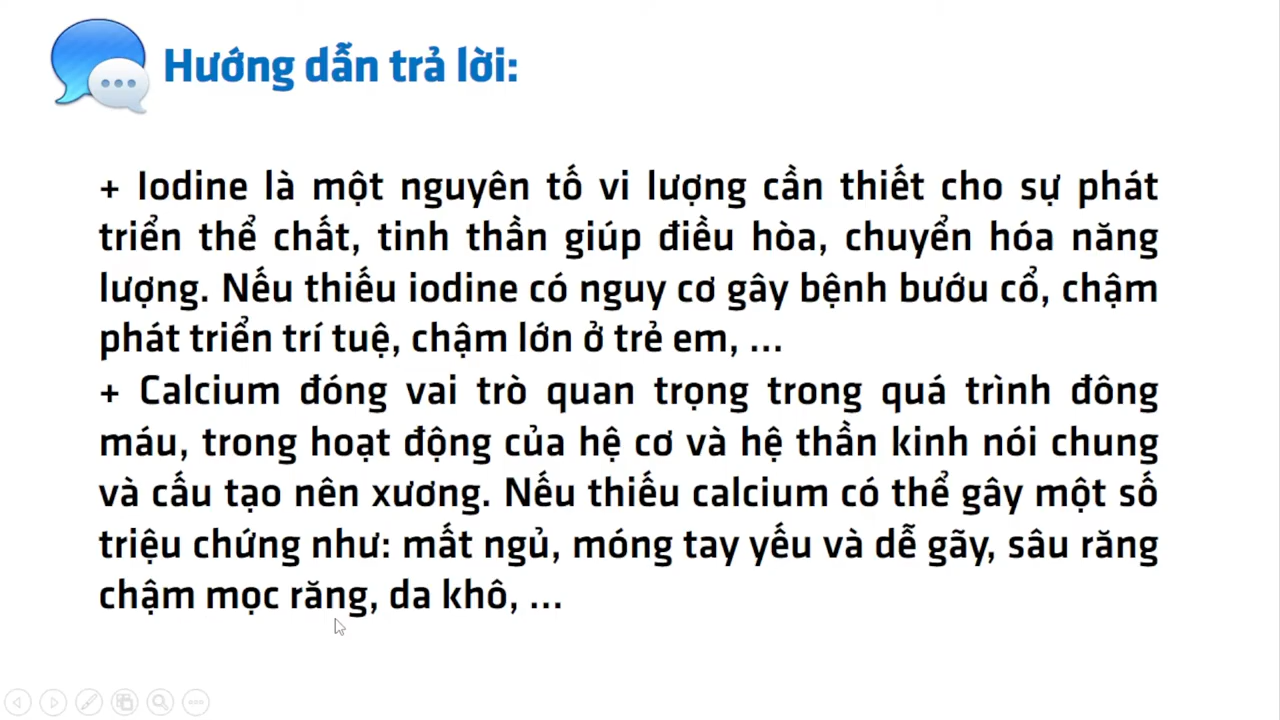 Hướng dẫn trả lời:
+ Iodine là một nguyên tố vi lượng cần thiết cho sự phát
triển thể chất, tinh thần giúp điều hòa, chuyển hóa năng
lượng. Nếu thiếu iodine có nguy cơ gây bệnh bướu cổ, chậm
phát triển trí tuệ, chậm lớn ở trẻ em, ...
+ Calcium đóng vai trò quan trọng trong quá trình đông
máu, trong hoạt động của hệ cơ và hệ thần kinh nói chung
và cấu tạo nên xương. Nếu thiếu calcium có thể gây một số
triệu chứng như: mất ngủ, móng tay yếu và dễ gãy, sâu răng
chậm mọc răng, da khô, ...